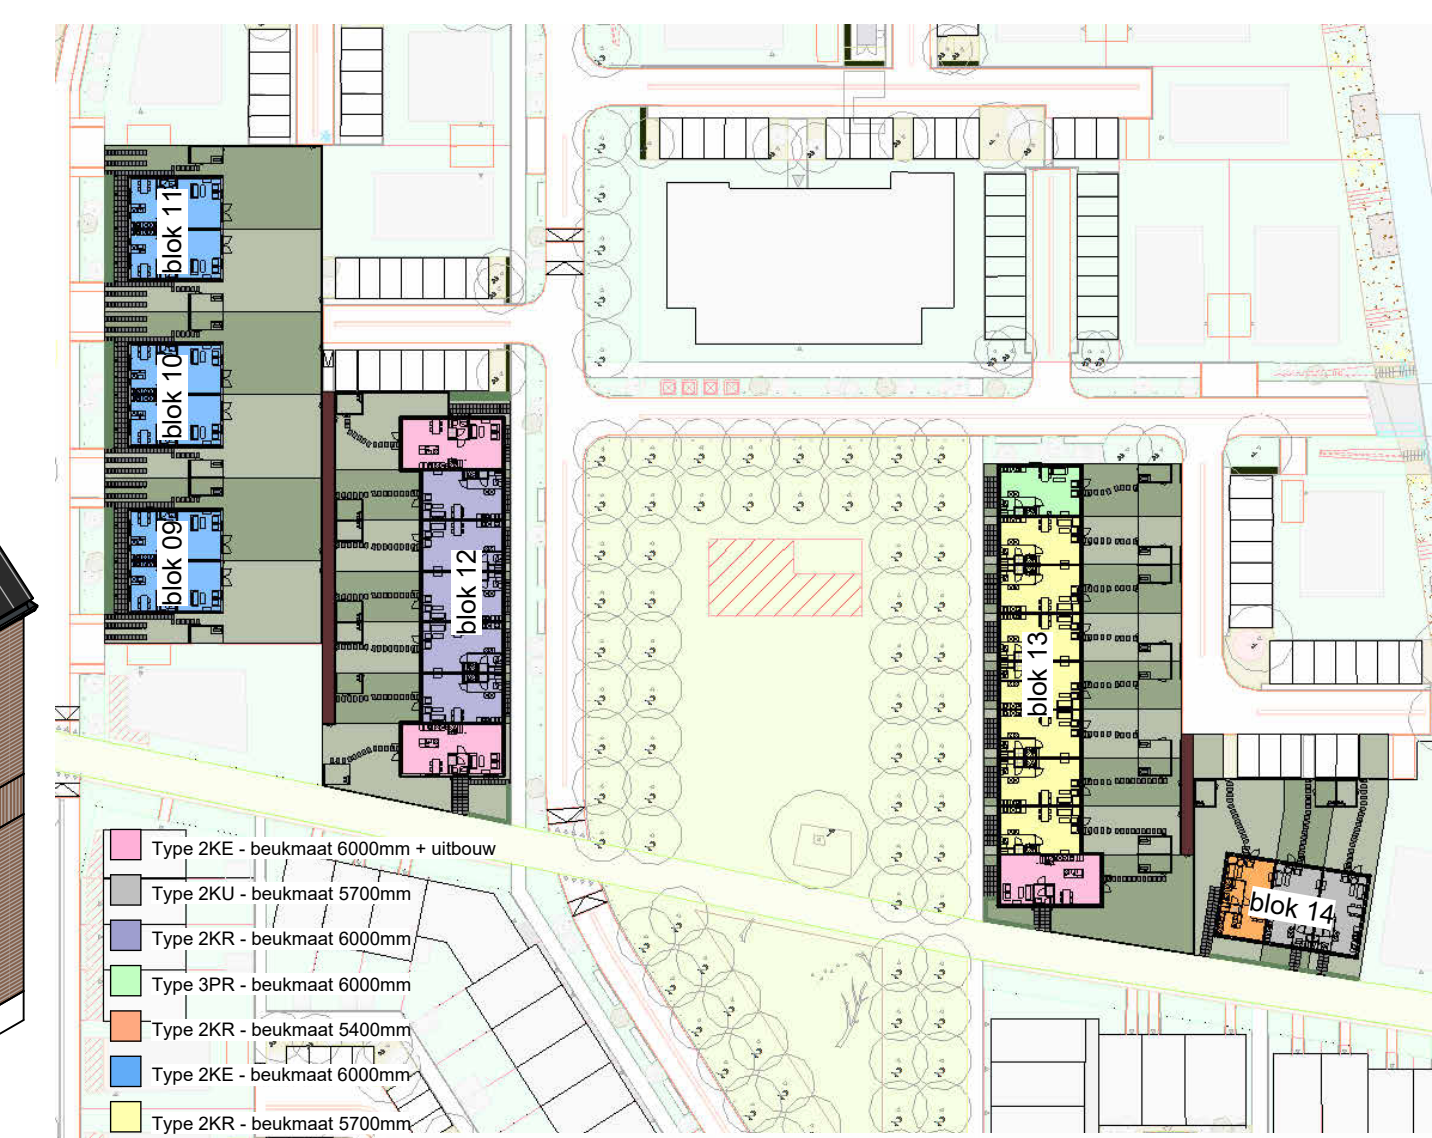 blok 11
blok 10
blok 09
blok 12
blok 13
blok 14
Type 2KE - beukmaat 6000mm + uitbouw
Type 2KU - beukmaat 5700mm
Type 2KR - beukmaat 6000mm
Type 3PR - beukmaat 6000mm
Type 2KR - beukmaat 5400mm
Type 2KE - beukmaat 6000mm
Type 2KR - beukmaat 5700mm